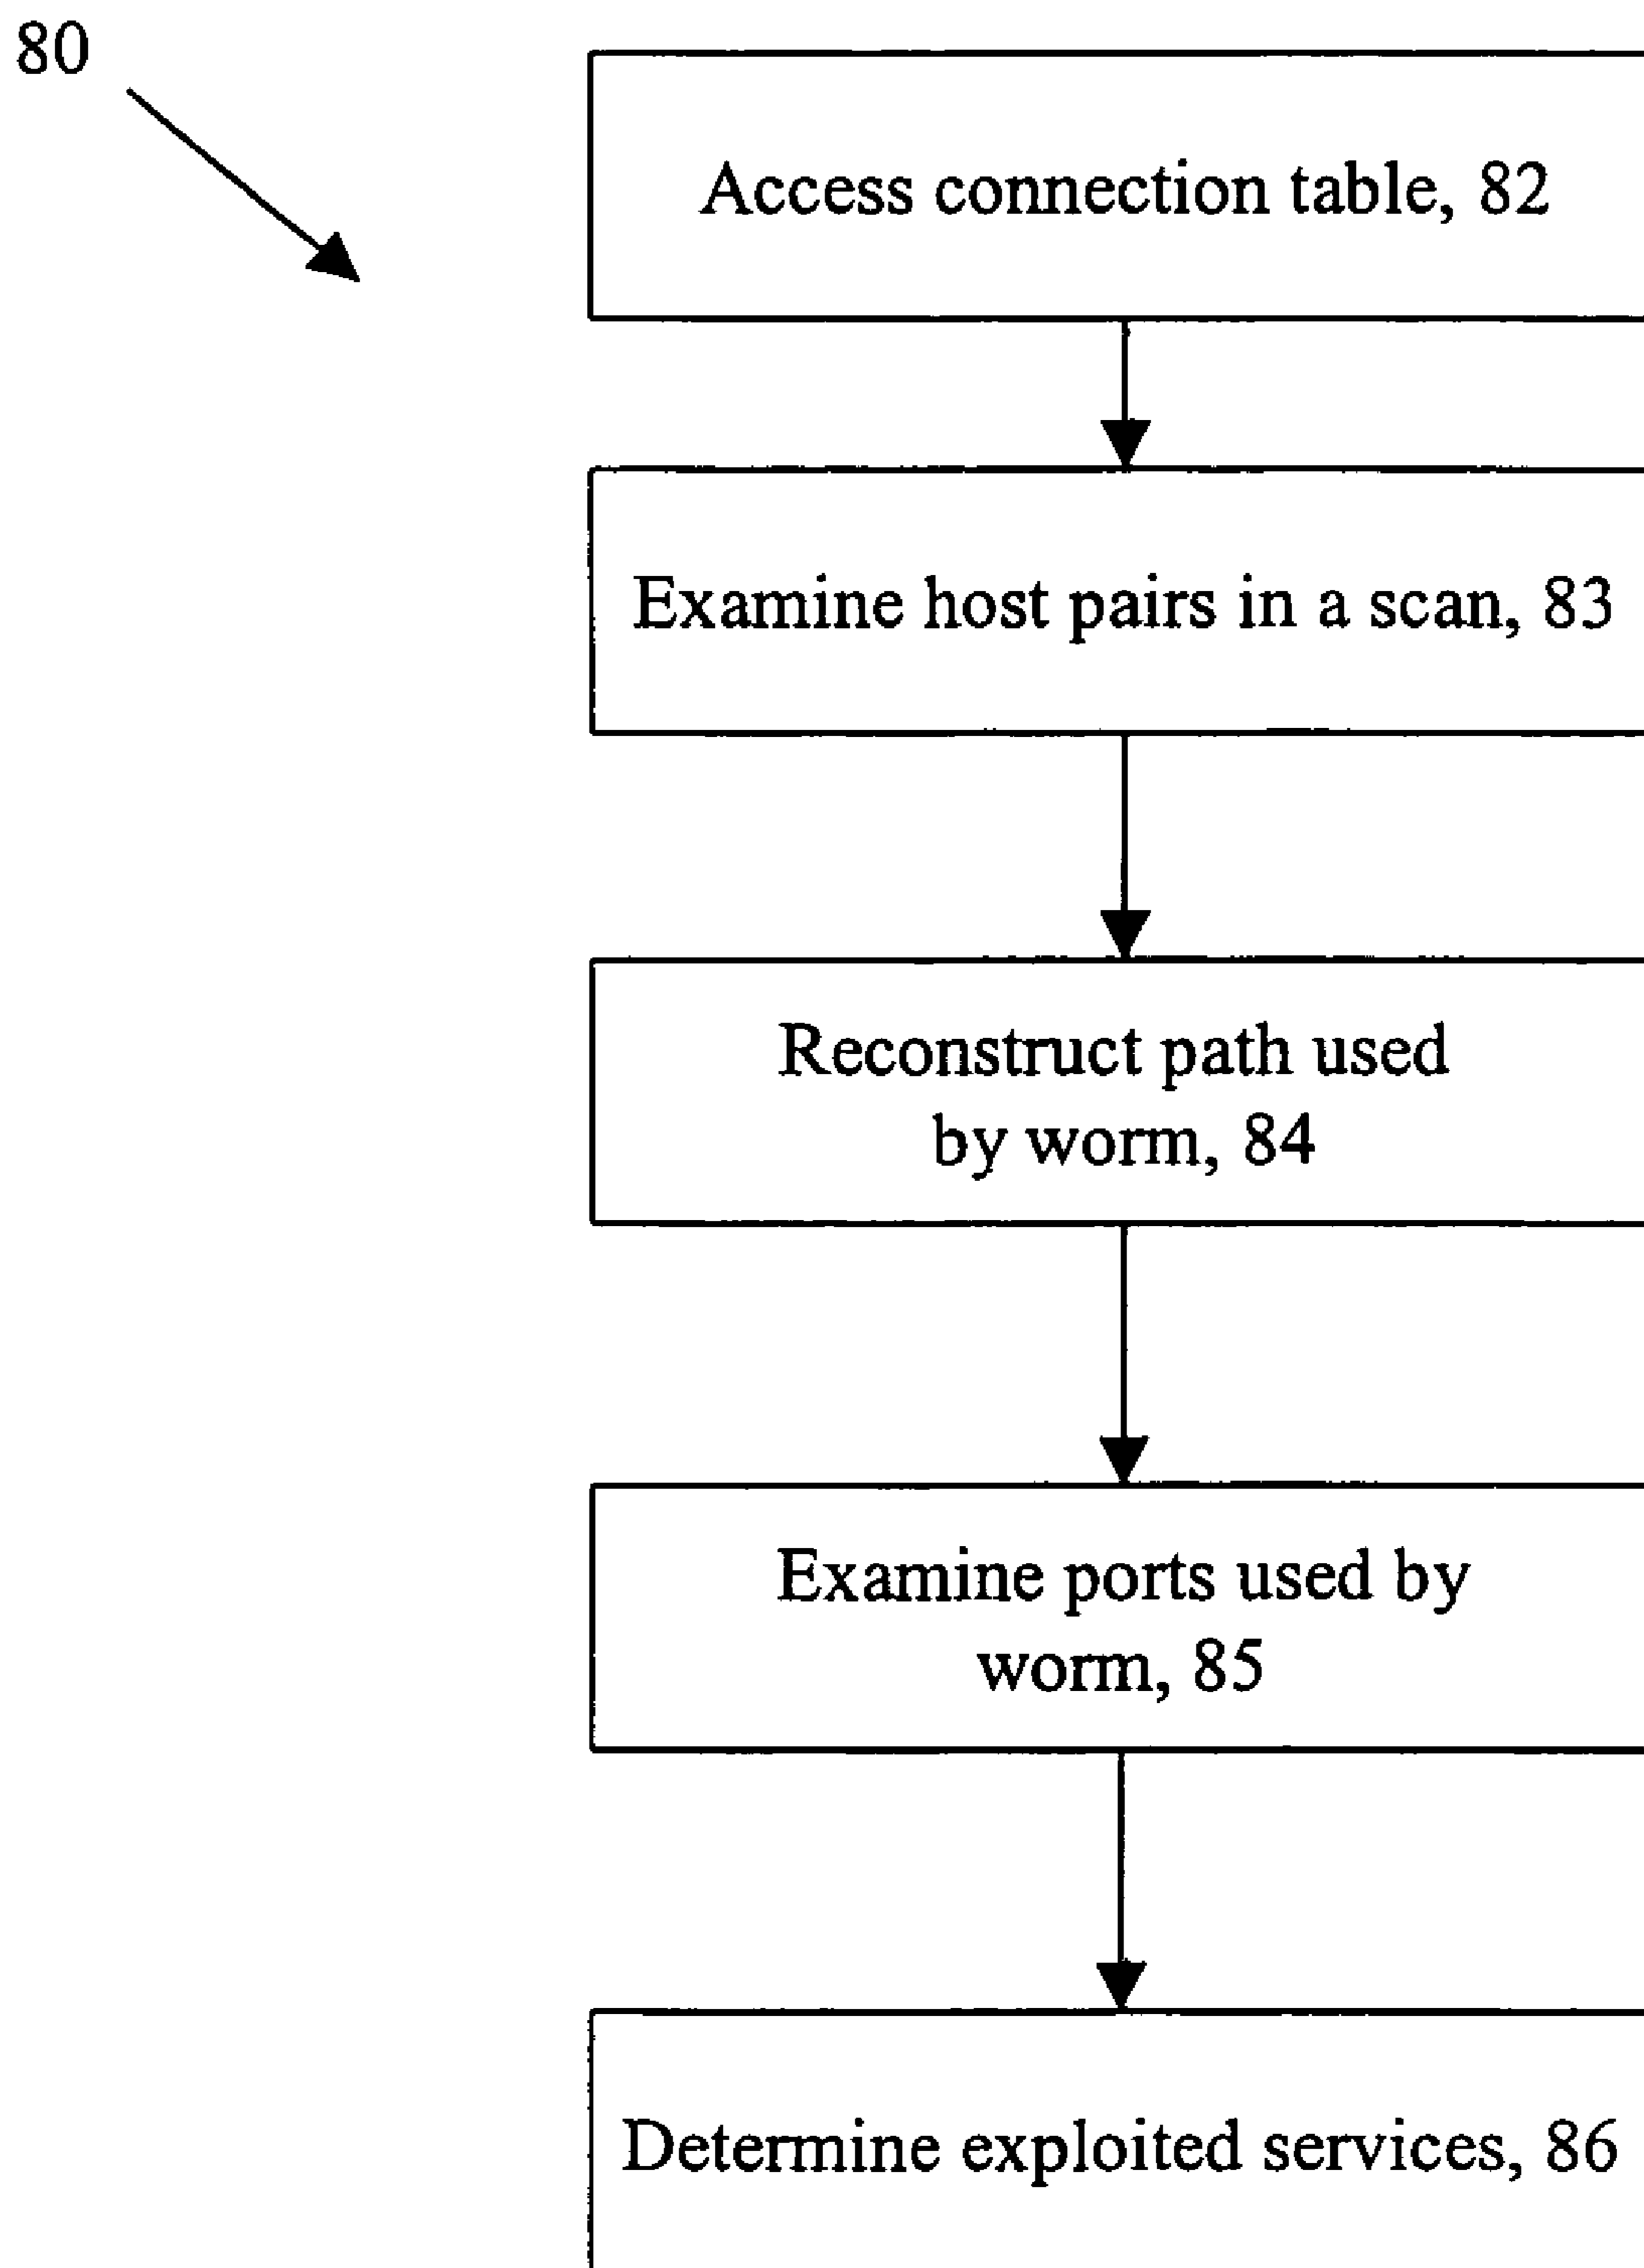 80
Access connection table, 82
Examine host pairs in a scan, 83
Reconstruct path used
by worm, 84
Examine ports used by
worm, 85
Determine exploited services, 86